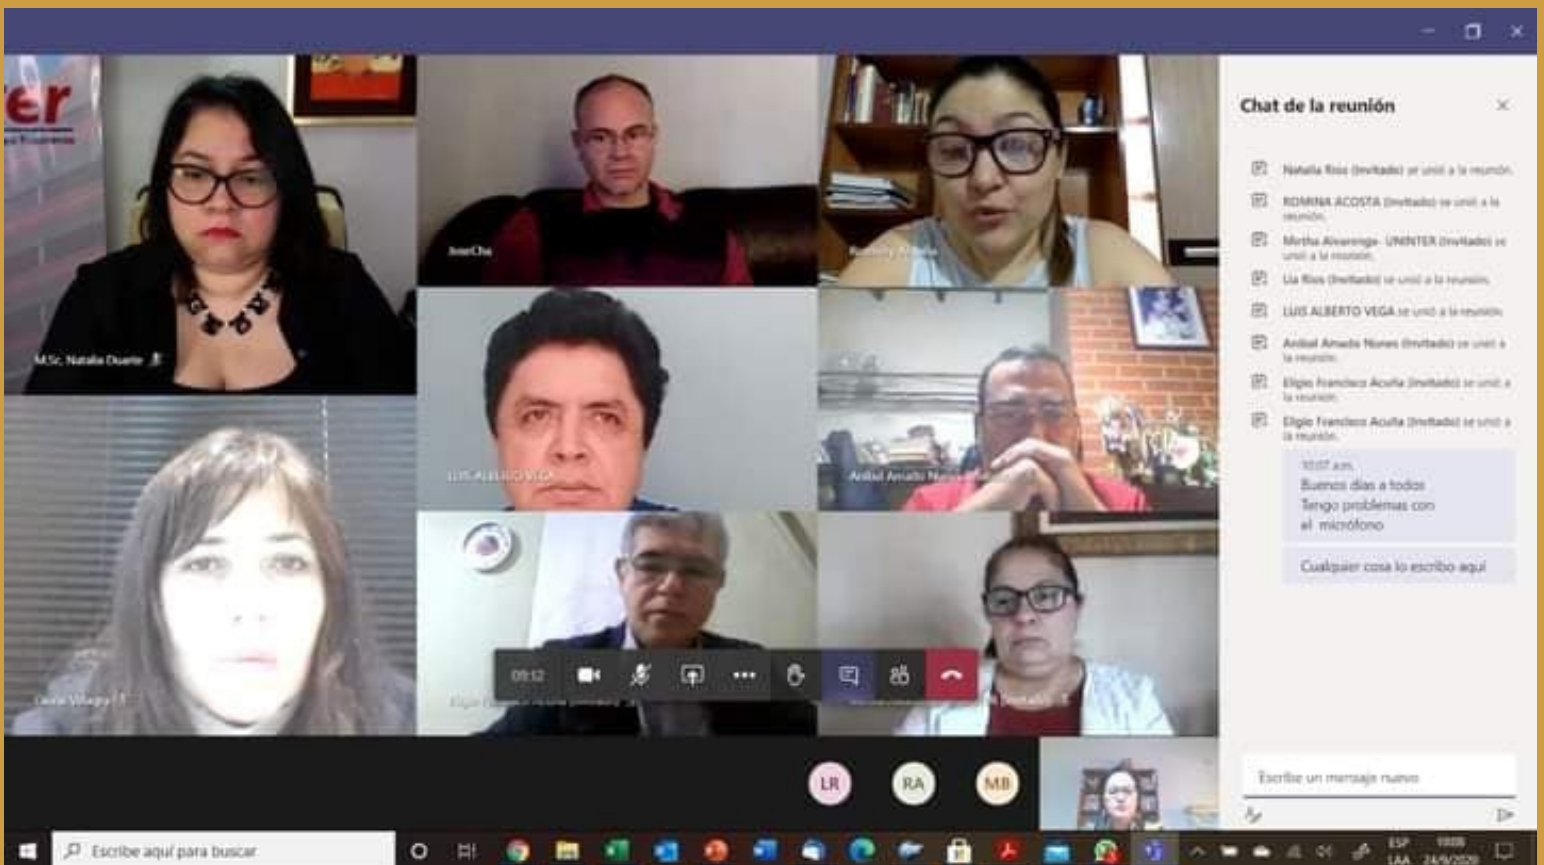 er
M.Sc. Natalia Duarte
JoseCha
LUIS ALBERTO VEGA
Anibal Amado Nunes
09:12
LR
RA
MB
Chat de la reunión
Natalia Rios (Invitado) se unió a la reunión.
ROMINA ACOSTA (Invitado) se unió a la
reunión.
Mirtha Alvarenga- UNINTER (Invitado) se
unió a la reunión.
Lia Rios (Invitado) se unió a la reunión.
LUIS ALBERTO VEGA se unió a la reunión.
Anibal Amado Nunes (Invitado) se unió a
la reunión.
Eligio Francisco Acuña (Invitado) se unió a
la reunión.
Eligio Francisco Acuña (Invitado) se unió a
la reunión.
10:07 a.m.
Buenos días a todos
Tengo problemas con
el micrófono
Cualquier cosa lo escribo aquí
Escribe un mensaje nuevo
Escribe aquí para buscar
ESP
LAA